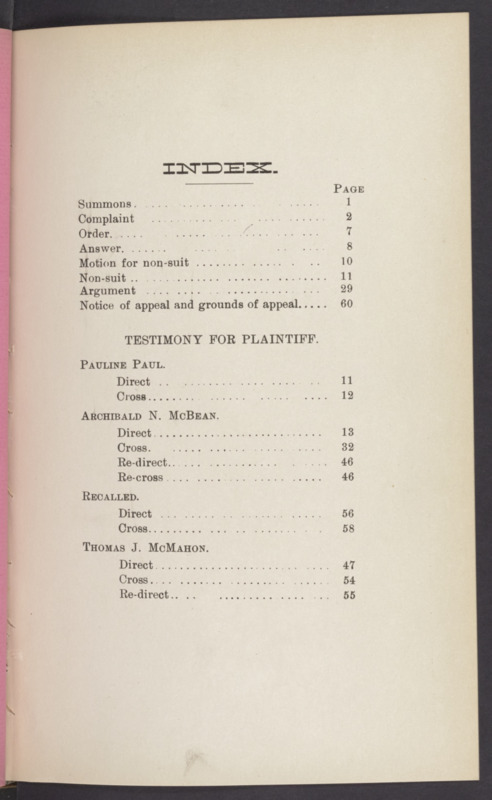 INDEX.
PAGE
Summons. 1
Complaint 2
Order. 7
Answer. 8
Motion for non-suit 10
Non-suit 11
Argument 29
Notice of appeal and grounds of appeal. 60
TESTIMONY FOR PLAINTIFF.
PAULINE PAUL.
Direct 11
Cross 12
ARCHIBALD N. MCBEAN.
Direct 13
Cross. 32
Re-direct. 46
Re-cross 46
RECALLED.
Direct 56
Cross. 58
THOMAS J. MCMAHON.
Direct 47
Cross 54
Re-direct. 55